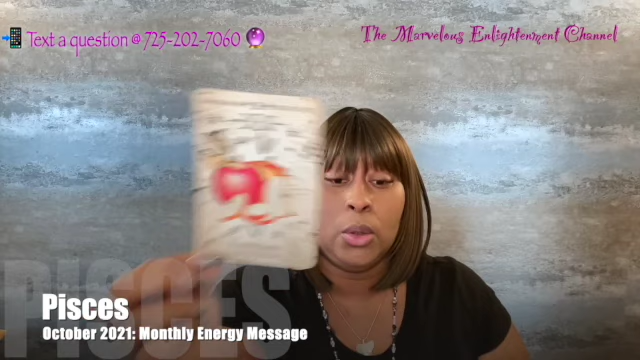 Text a question @ 725-202-7060
The Marvelous Enlightenment Channel
PISCES
Pisces
October 2021: Monthly Energy Message